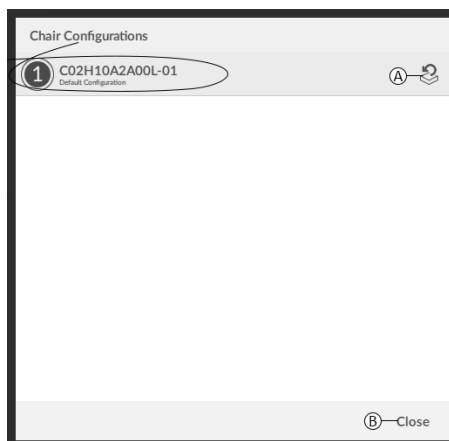 Chair Configurations
1 C02H10A2A00L-01
Default Configuration
A
B Close